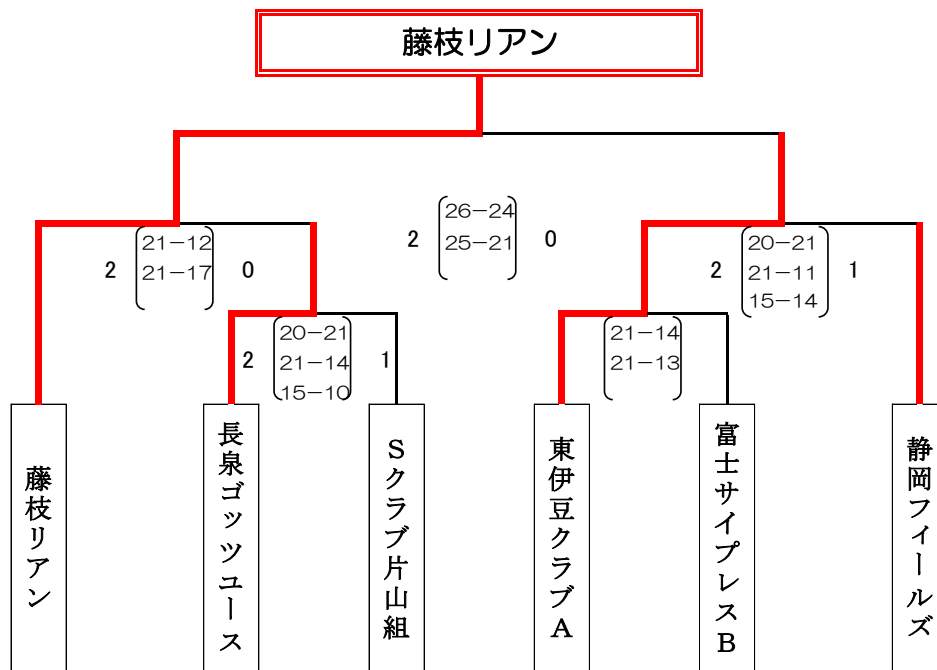 藤枝リアン
2 26-24 0
25-21
2 21-12 0
21-17
2 20-21 1
21-11
15-14
2 20-21 1
21-14
15-10
21-14
21-13
藤枝リアン
長泉ゴッツユース
Sクラブ片山組
東伊豆クラブA
富士サイプレスB
静岡フィールズ